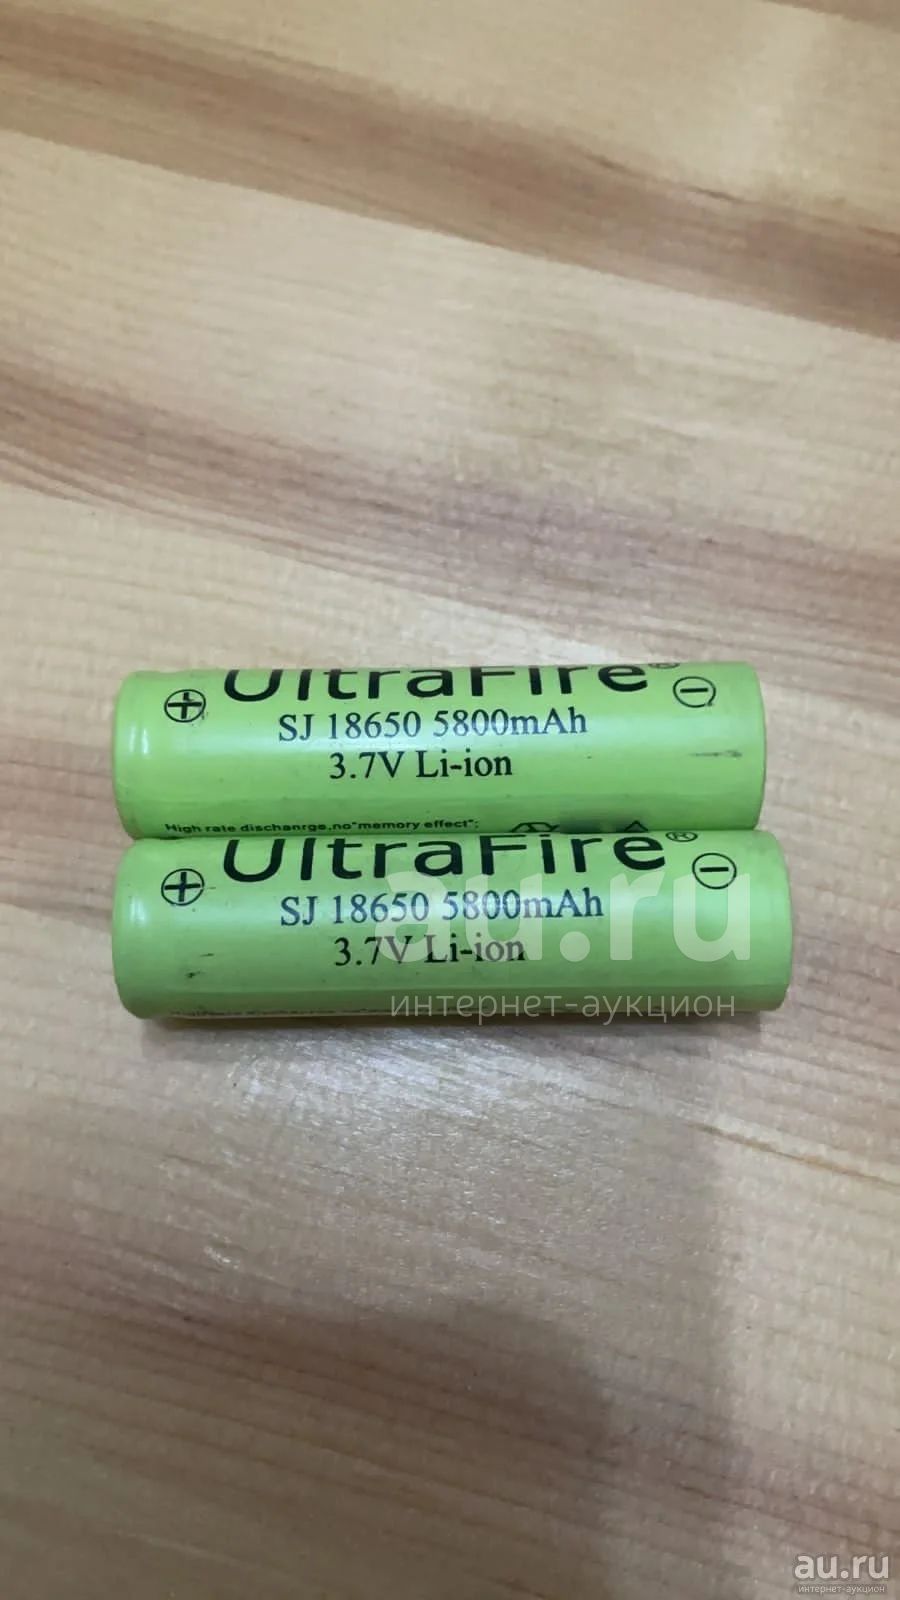 UltraFire®
SJ 18650 5800mAh
3.7V Li-ion
High rate dischanrge,no"memory effect";
UltraFire®
SJ 18650 5800mAh
3.7V Li-ion
au.ru
интернет-аукцион
au.ru
интернет-аукцион